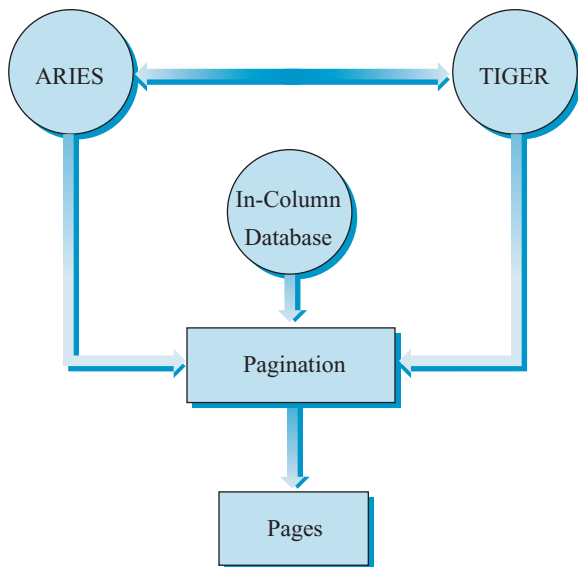 ARIES
TIGER
In-Column
Database
Pagination
Pages